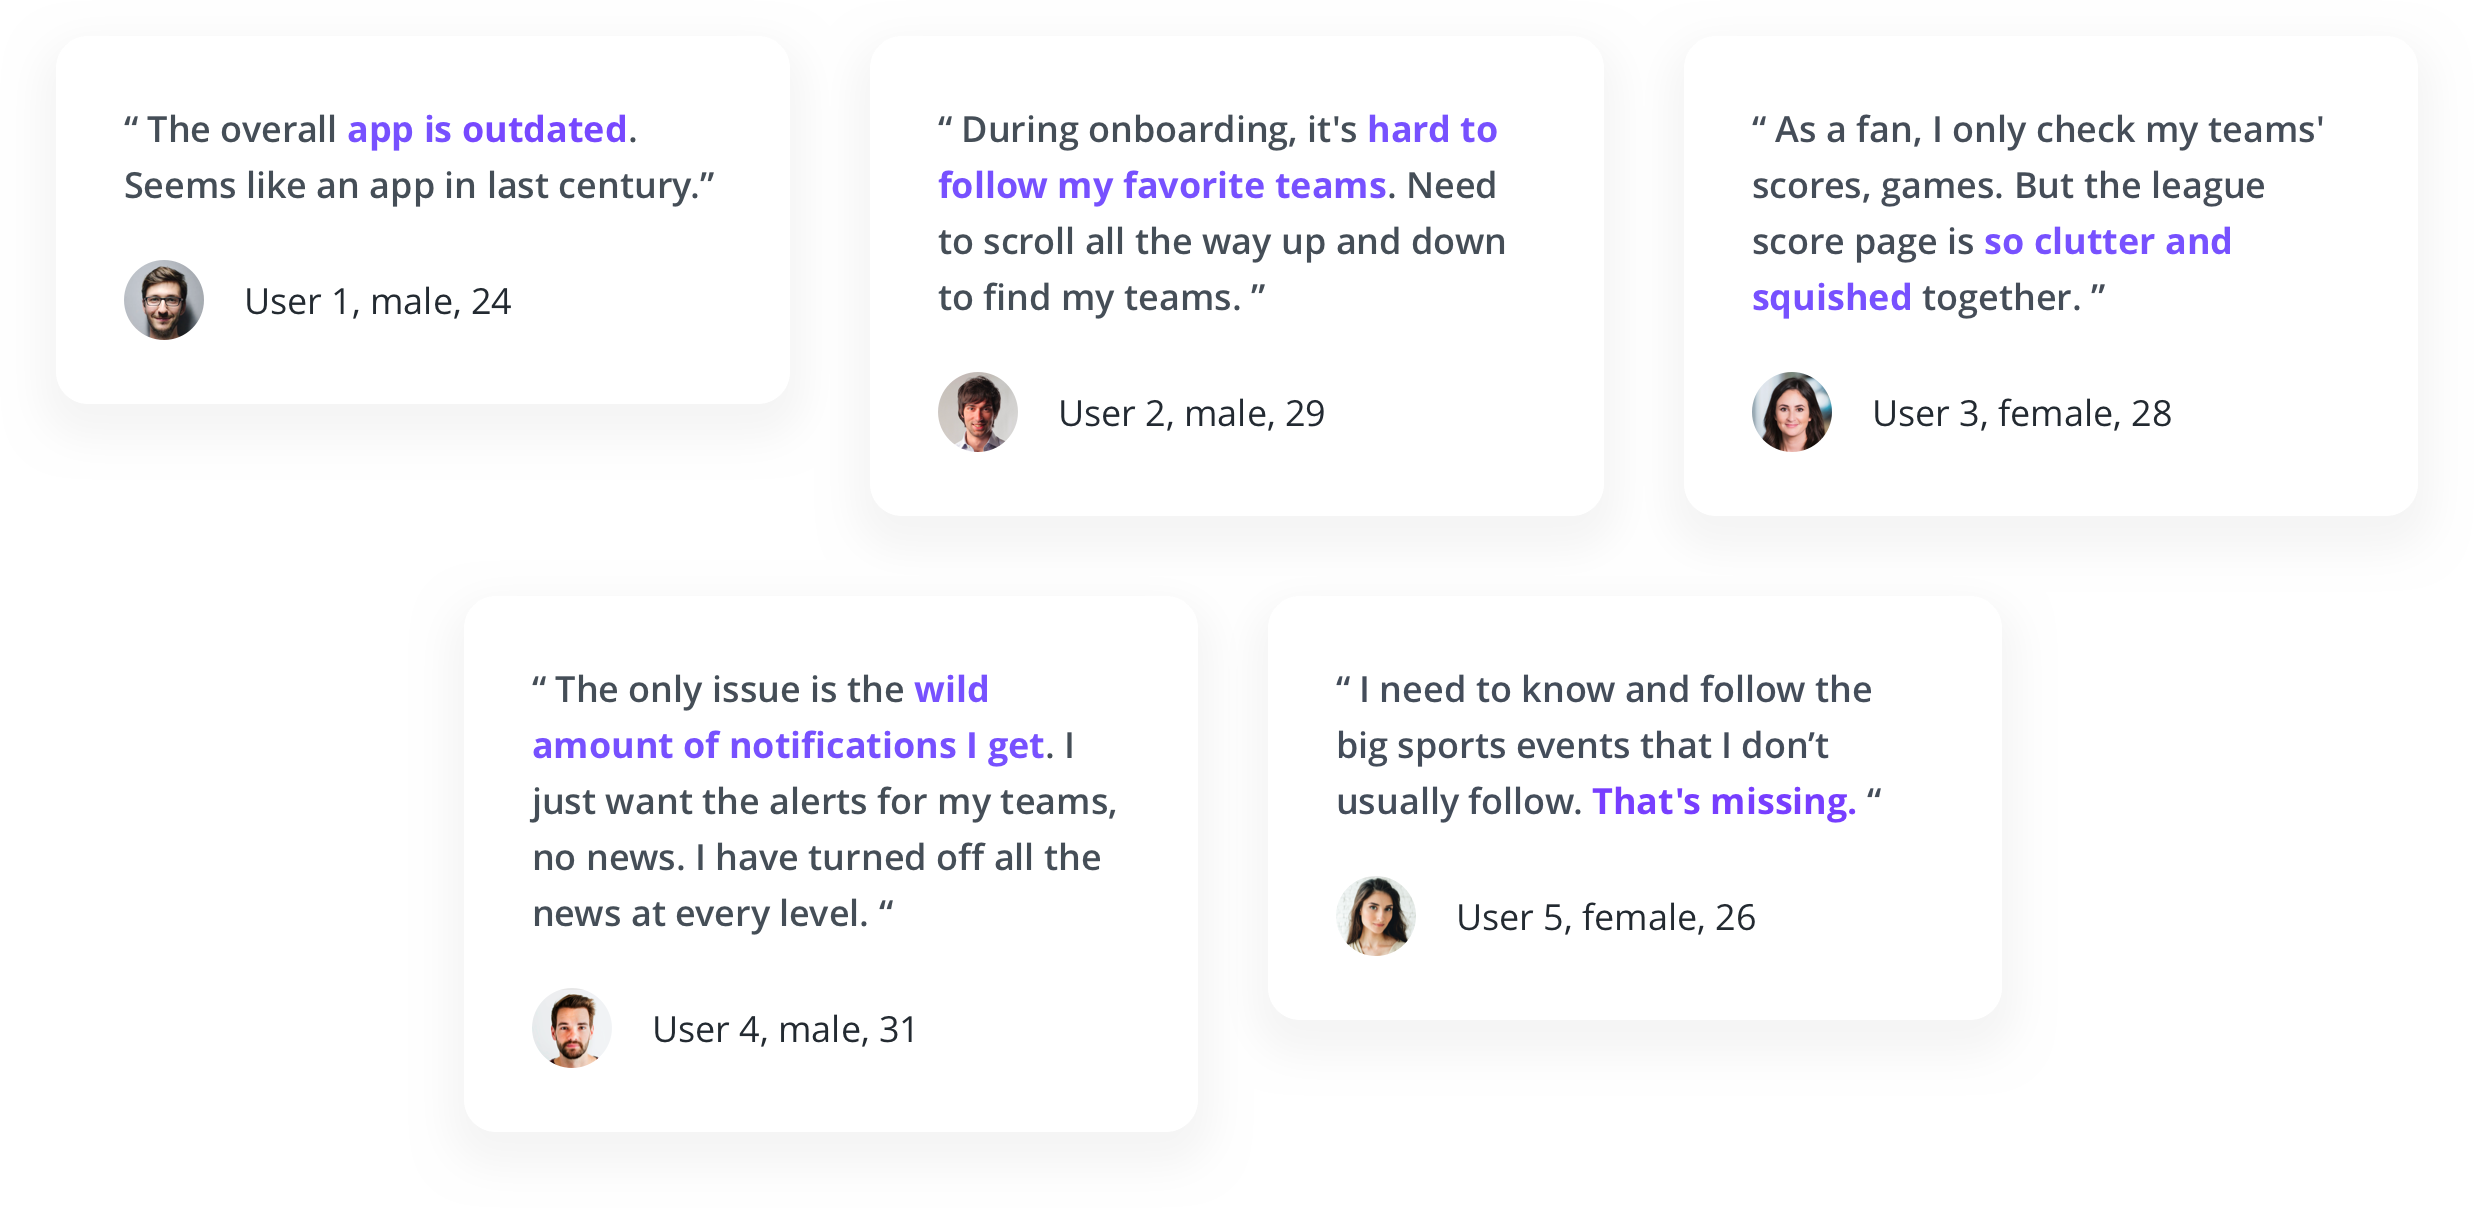 “ The overall app is outdated.
Seems like an app in last century.”
User 1, male, 24
“ During onboarding, it's hard to
follow my favorite teams. Need
to scroll all the way up and down
to find my teams. ”
User 2, male, 29
“ As a fan, I only check my teams'
scores, games. But the league
score page is so clutter and
squished together. ”
User 3, female, 28
“ The only issue is the wild
amount of notifications I get. I
just want the alerts for my teams,
no news. I have turned off all the
news at every level. “
User 4, male, 31
“ I need to know and follow the
big sports events that I don’t
usually follow. That's missing. “
User 5, female, 26